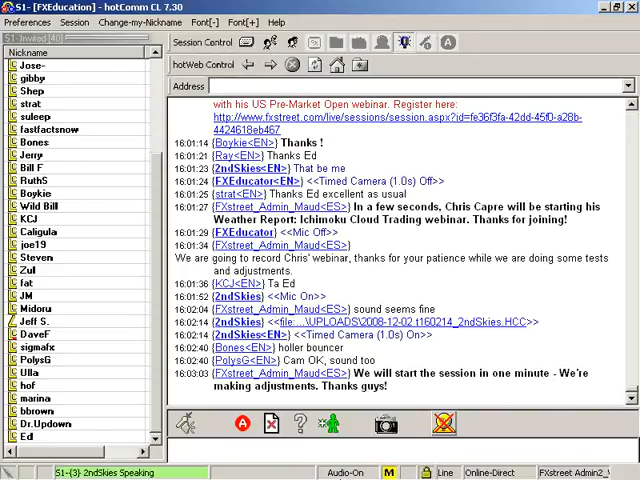 S1- [FXEducation] - hotComm CL 7.30
Preferences Session Change-my-Nickname Font[-] Font[+] Help
S1- Invited [40]
Nickname
Jose-
gibby
Shep
strat
suleep
fastfactsnow
Bones
Jerry
Bill F
RuthS
Boykie
Wild Bill
KCJ
Caligula
joe19
Steven
Zul
fat
JM
Midoru
Jeff S.
DaveF
sigmafx
PolysG
Ulla
hof
marina
bbrown
Dr.Updown
Ed
Session Control
hotWeb Control
Address
with his US Pre-Market Open webinar. Register here:
http://www.fxstreet.com/live/sessions/session.aspx?id=fe36f3fa-42dd-45f0-a28b-
4424618eb467
16:01:14 {Boykie<EN>} Thanks !
16:01:21 {Ray<EN>} Thanks Ed
16:01:23 {2ndSkies<EN>} That be me
16:01:24 {FXEducator<EN>} <<Timed Camera (1.0s) Off>>
16:01:25 {strat<EN>} Thanks Ed excellent as usual
16:01:27 {FXstreet_Admin_Maud<ES>} In a few seconds, Chris Capre will be starting his
Weather Report: Ichinoku Cloud Trading webinar. Thanks for joining!
16:01:29 {FXEducator} <<Mic Off>>
16:01:34 {FXstreet_Admin_Maud<ES>}
We are going to record Chris' webinar, thanks for your patience while we are doing some tests
and adjustments.
16:01:36 {KCJ<EN>} Ta Ed
16:01:52 {2ndSkies} <<Mic On>>
16:02:04 {FXstreet_Admin_Maud<ES>} sound seems fine
16:02:14 {2ndSkies} <<file:...\UPLOADS\2008-12-02 t160214_2ndSkies.HCC>>
16:02:14 {2ndSkies<EN>} <<Timed Camera (1.0s) On>>
16:02:40 {Bones<EN>} holler bouncer
16:02:40 {PolysG} Cam OK, sound too
16:03:03 {FXstreet_Admin_Maud<ES>} We will start the session in one minute - We're
making adjustments. Thanks guys!
S1-{3} 2ndSkies Speaking
Audio-On
M
Line
Online-Direct
FXstreet Admin2_